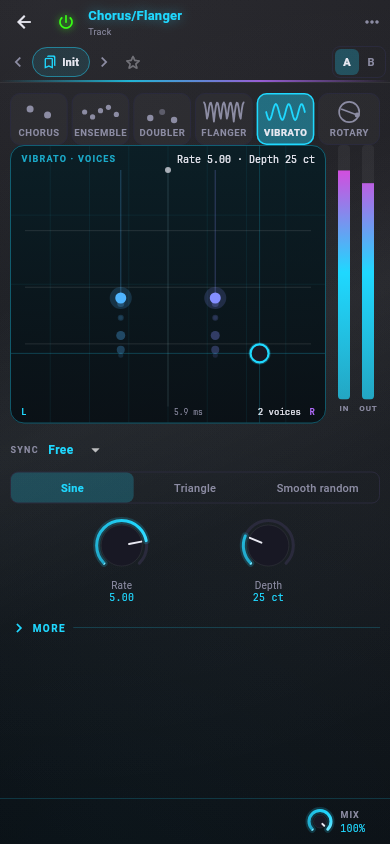 Chorus/Flanger
Track
Init
A
B
CHORUS
ENSEMBLE
DOUBLER
FLANGER
VIBRATO
ROTARY
VIBRATO · VOICES
Rate 5.00 · Depth 25 ct
L
5.9 ms
2 voices
R
IN
OUT
SYNC
Free
Sine
Triangle
Smooth random
Rate
5.00
Depth
25 ct
MORE
MIX
100%